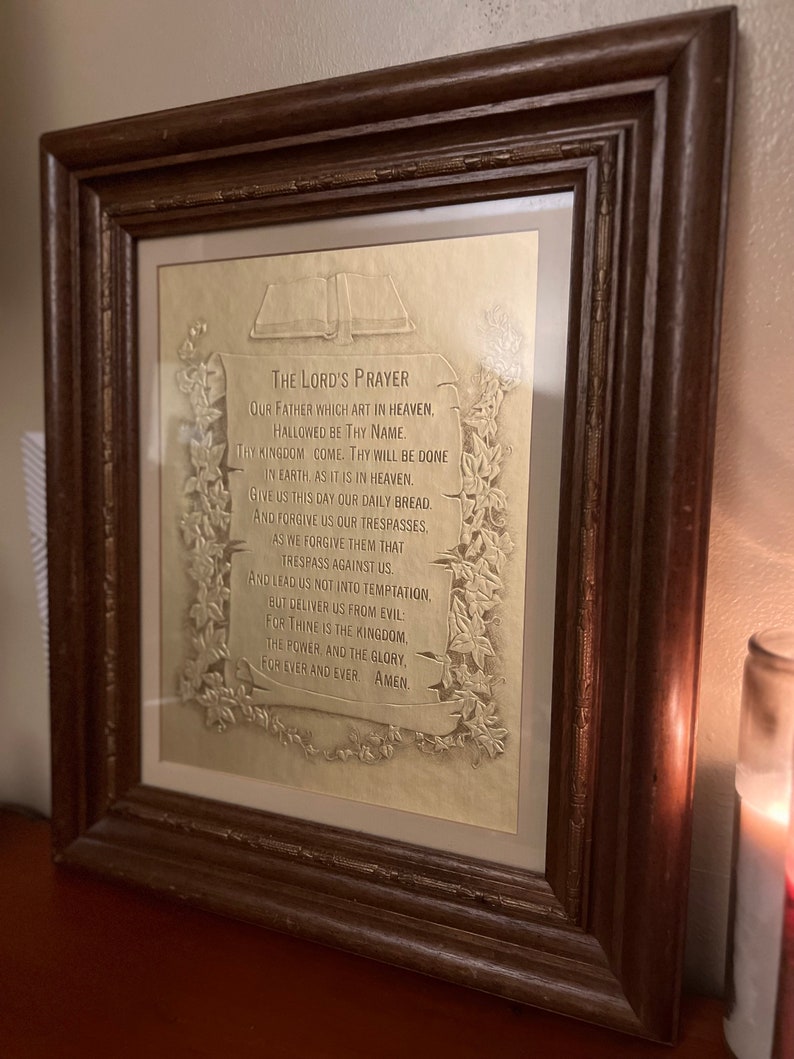 The Lord's Prayer
Our Father which art in heaven,
Hallowed be Thy Name.
Thy kingdom come. Thy will be done
in earth, as it is in heaven.
Give us this day our daily bread.
And forgive us our trespasses,
as we forgive them that
trespass against us.
And lead us not into temptation,
but deliver us from evil:
For Thine is the kingdom,
the power, and the glory,
For ever and ever. Amen.